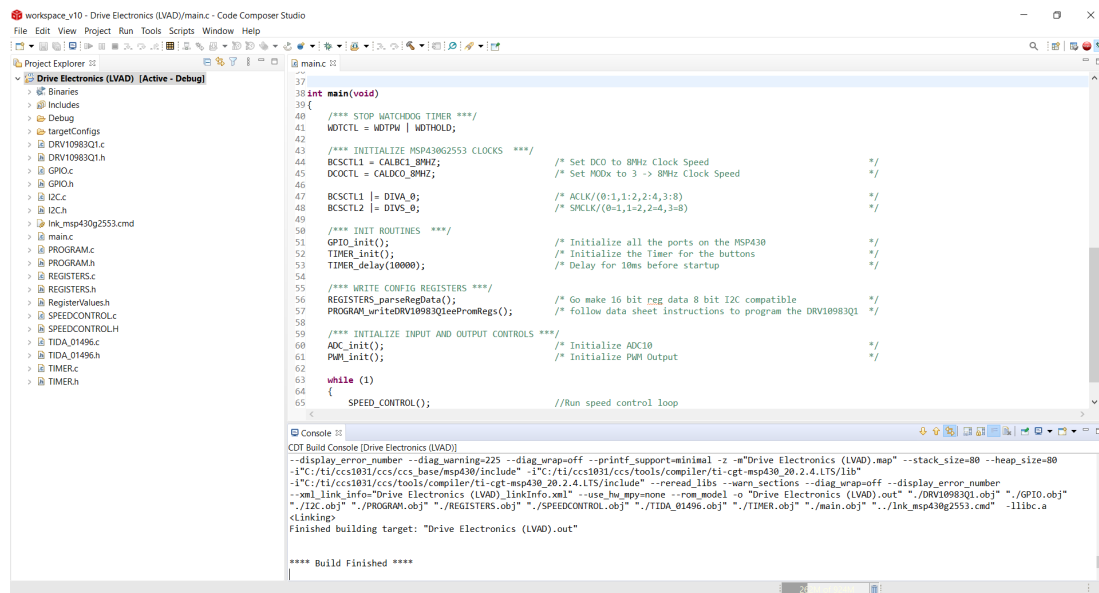 workspace_v10 - Drive Electronics (LVAD)/main.c - Code Composer Studio
File Edit View Project Run Tools Scripts Window Help
Project Explorer
main.c
Drive Electronics (LVAD) [Active - Debug]
Binaries
Includes
Debug
targetConfigs
DRV10983Q1.c
DRV10983Q1.h
GPIO.c
GPIO.h
I2C.c
I2C.h
lnk_msp430g2553.cmd
main.c
PROGRAM.c
PROGRAM.h
REGISTERS.c
REGISTERS.h
RegisterValues.h
SPEEDCONTROL.c
SPEEDCONTROL.H
TIDA_01496.c
TIDA_01496.h
TIMER.c
TIMER.h
37
38 int main(void)
39 {
40 /*** STOP WATCHDOG TIMER ***/
41 WDTCTL = WDTPW | WDTHOLD;
42
43 /*** INITIALIZE MSP430G2553 CLOCKS ***/
44 BCSCTL1 = CALBC1_8MHZ; /* Set DCO to 8MHz Clock Speed */
45 DCOCTL = CALDCO_8MHZ; /* Set MODx to 3 -> 8MHz Clock Speed */
46
47 BCSCTL1 |= DIVA_0; /* ACLK/(0:1,1:2,2:4,3:8) */
48 BCSCTL2 |= DIVS_0; /* SMCLK/(0=1,1=2,2=4,3=8) */
49
50 /*** INIT ROUTINES ***/
51 GPIO_init(); /* Initialize all the ports on the MSP430 */
52 TIMER_init(); /* Initialize the Timer for the buttons */
53 TIMER_delay(10000); /* Delay for 10ms before startup */
54
55 /*** WRITE CONFIG REGISTERS ***/
56 REGISTERS_parseRegData(); /* Go make 16 bit reg data 8 bit I2C compatible */
57 PROGRAM_writeDRV10983Q1eePromRegs(); /* follow data sheet instructions to program the DRV10983Q1 */
58
59 /*** INTIALIZE INPUT AND OUTPUT CONTROLS ***/
60 ADC_init(); /* Initialize ADC10 */
61 PWM_init(); /* Initialize PWM Output */
62
63 while (1)
64 {
65 SPEED_CONTROL(); //Run speed control loop
Console
CDT Build Console [Drive Electronics (LVAD)]
--display_error_number --diag_warning=225 --diag_wrap=off --printf_support=minimal -z -m"Drive Electronics (LVAD).map" --stack_size=80 --heap_size=80
-i"C:/ti/ccs1031/ccs/ccs_base/msp430/include" -i"C:/ti/ccs1031/ccs/tools/compiler/ti-cgt-msp430_20.2.4.LTS/lib"
-i"C:/ti/ccs1031/ccs/tools/compiler/ti-cgt-msp430_20.2.4.LTS/include" --reread_libs --warn_sections --diag_wrap=off --display_error_number
--xml_link_info="Drive Electronics (LVAD)_linkInfo.xml" --use_hw_mpy=none --rom_model -o "Drive Electronics (LVAD).out" "./DRV10983Q1.obj" "./GPIO.obj"
"./I2C.obj" "./PROGRAM.obj" "./REGISTERS.obj" "./SPEEDCONTROL.obj" "./TIDA_01496.obj" "./TIMER.obj" "./main.obj" "../lnk_msp430g2553.cmd" -llibc.a
<Linking>
Finished building target: "Drive Electronics (LVAD).out"
**** Build Finished ****